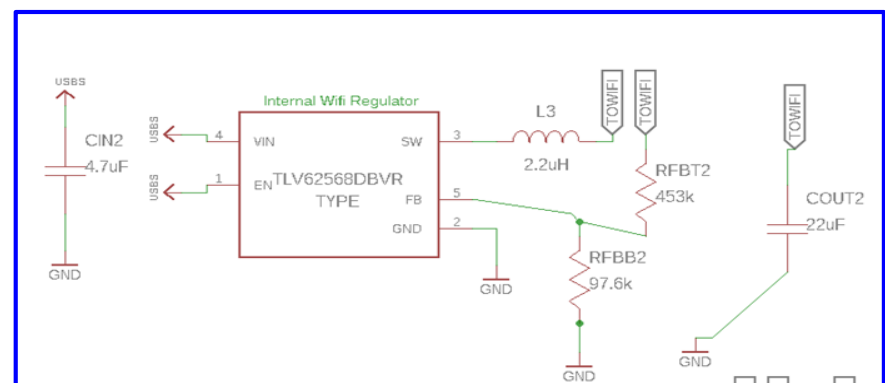 USBS
CIN2
4.7uF
GND
Internal Wifi Regulator
USBS
4
VIN
USBS
1
EN
TLV62568DBVR
TYPE
SW
3
FB
5
GND
2
GND
L3
2.2uH
TOWIFI
TOWIFI
RFBT2
453k
RFBB2
97.6k
GND
TOWIFI
COUT2
22uF
GND